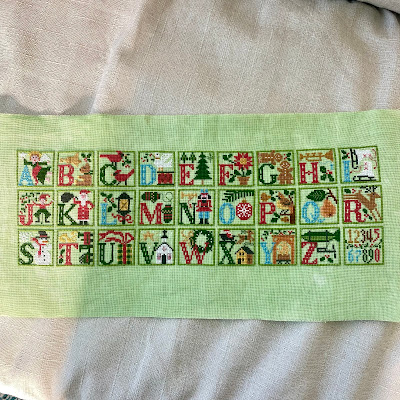 A B C D E F G H I
J K L M N O P Q R
S T U V W X Y Z 12345
67890